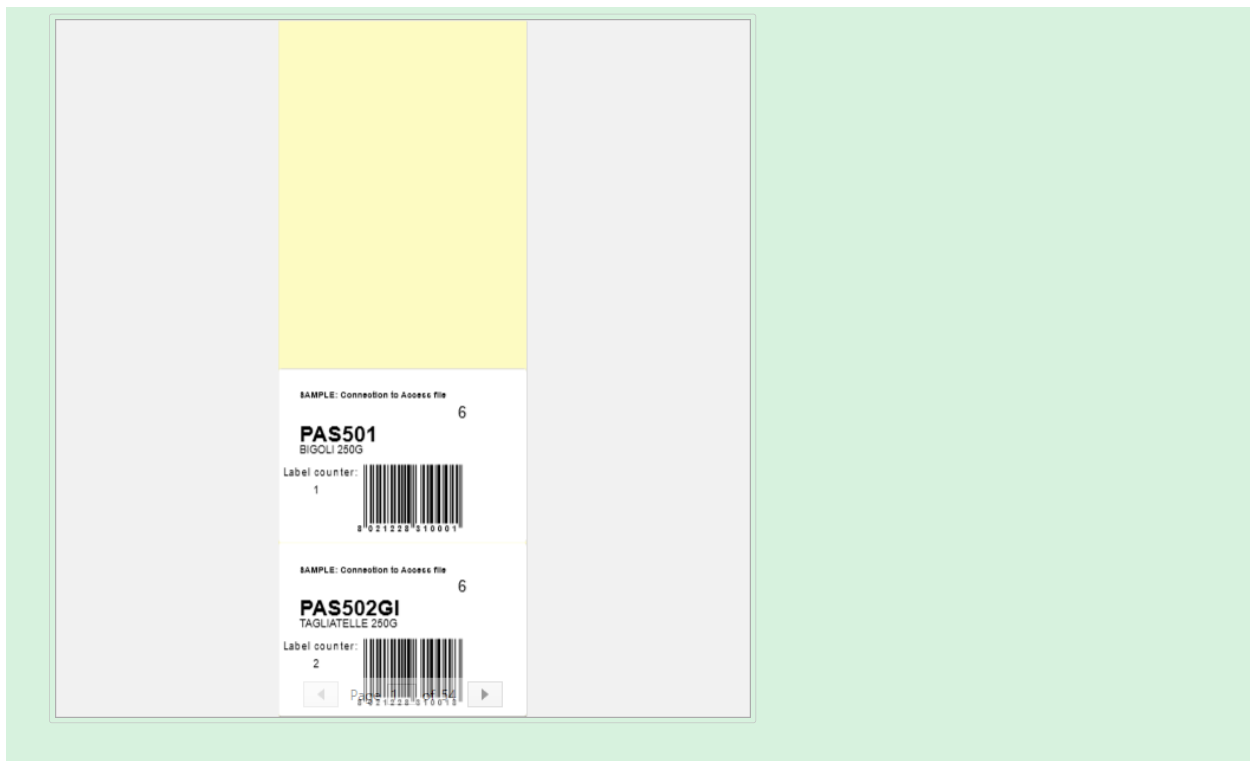 SAMPLE: Connection to Access file
6
PAS501
BIGOLI 250G
Label counter:
1
8 021228 310001
SAMPLE: Connection to Access file
6
PAS502GI
TAGLIATELLE 250G
Label counter:
2
Page 1 of 54